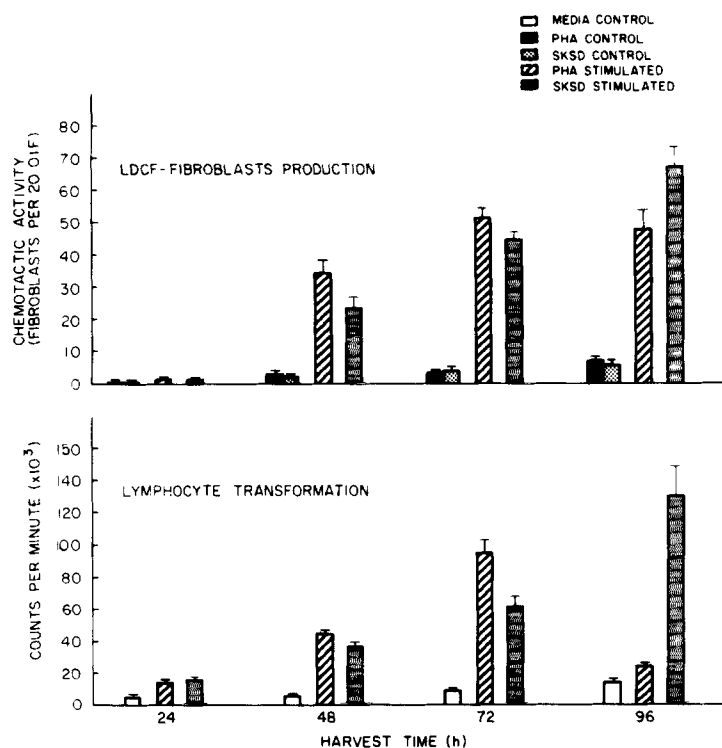 MEDIA CONTROL
PHA CONTROL
SKSD CONTROL
PHA STIMULATED
SKSD STIMULATED
CHEMOTACTIC ACTIVITY
(FIBROBLASTS PER 20 OIF)
80
70
60
50
40
30
20
10
0
LDCF-FIBROBLASTS PRODUCTION
COUNTS PER MINUTE (x10³)
150
140
120
100
80
60
40
20
0
LYMPHOCYTE TRANSFORMATION
24 48 72 96
HARVEST TIME (h)